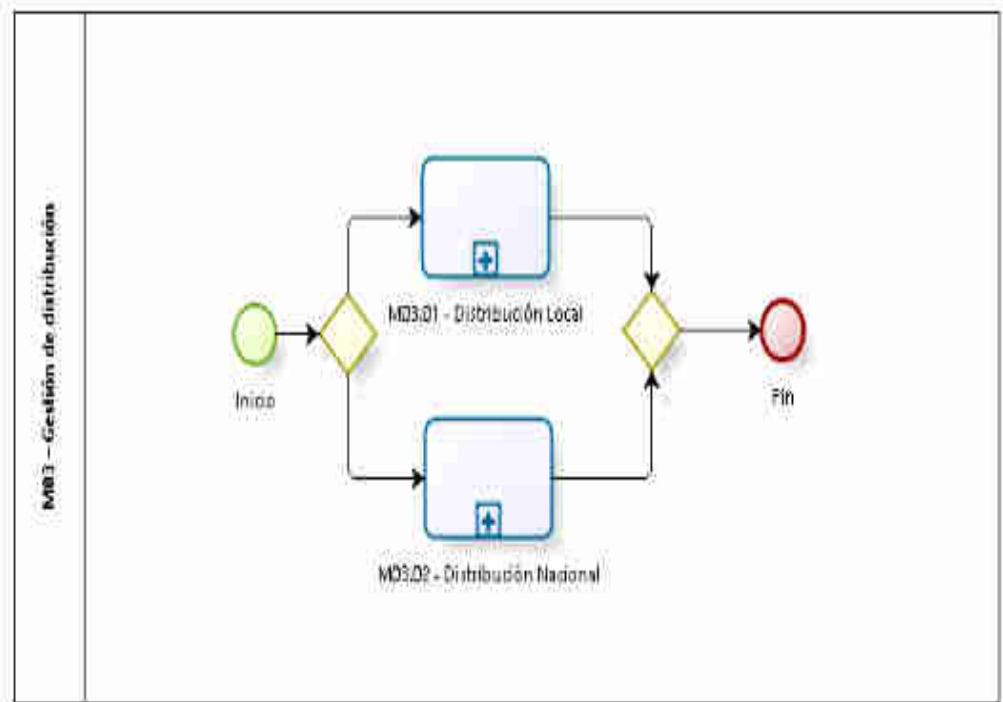 M03 – Gestión de distribución
Inicio
M03.01 - Distribución Local
M03.02 - Distribución Nacional
Fin